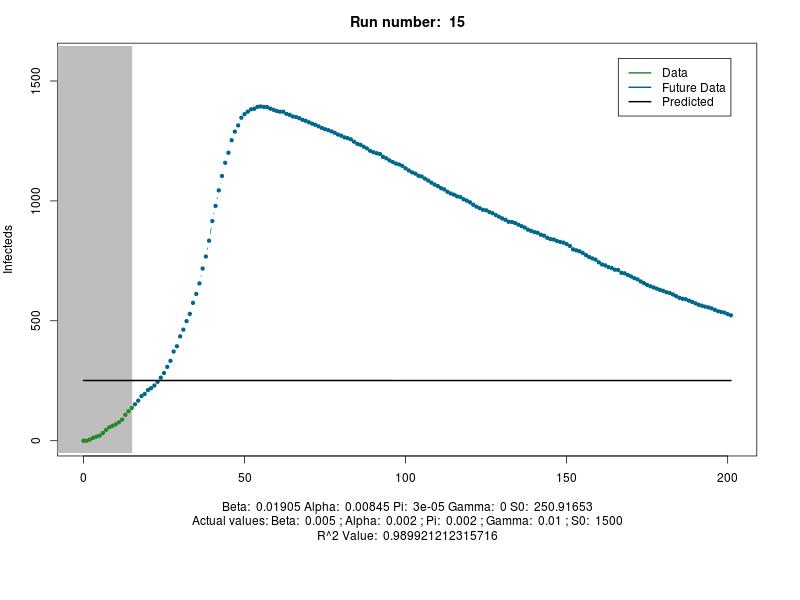 Run number: 15
1500
1000
500
0
Infecteds
Data
Future Data
Predicted
0 50 100 150 200
Beta: 0.01905 Alpha: 0.00845 Pi: 3e-05 Gamma: 0 S0: 250.91653
Actual values: Beta: 0.005 ; Alpha: 0.002 ; Pi: 0.002 ; Gamma: 0.01 ; S0: 1500
R^2 Value: 0.989921212315716